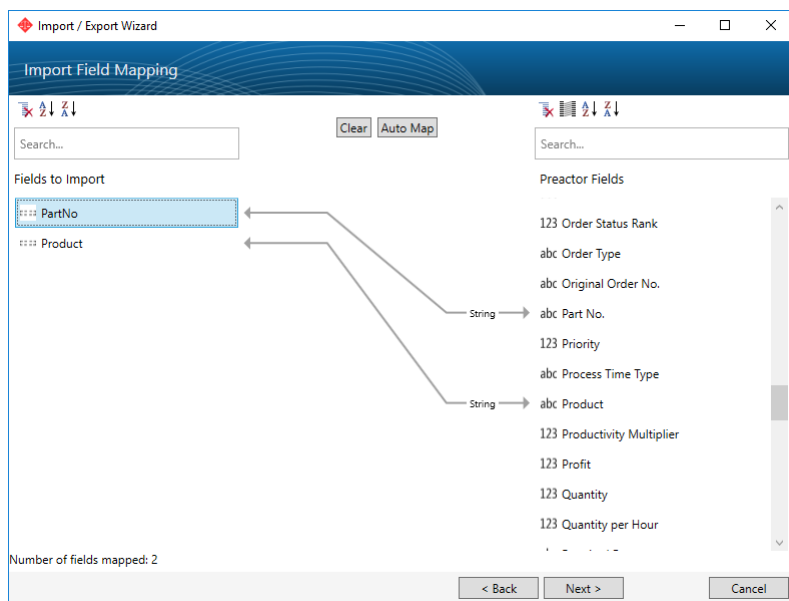 Import / Export Wizard
Import Field Mapping
Clear Auto Map
Search...
Search...
Fields to Import
Preactor Fields
PartNo
Product
String
String
123 Order Status Rank
abc Order Type
abc Original Order No.
abc Part No.
123 Priority
abc Process Time Type
abc Product
123 Productivity Multiplier
123 Profit
123 Quantity
123 Quantity per Hour
Number of fields mapped: 2
< Back Next > Cancel